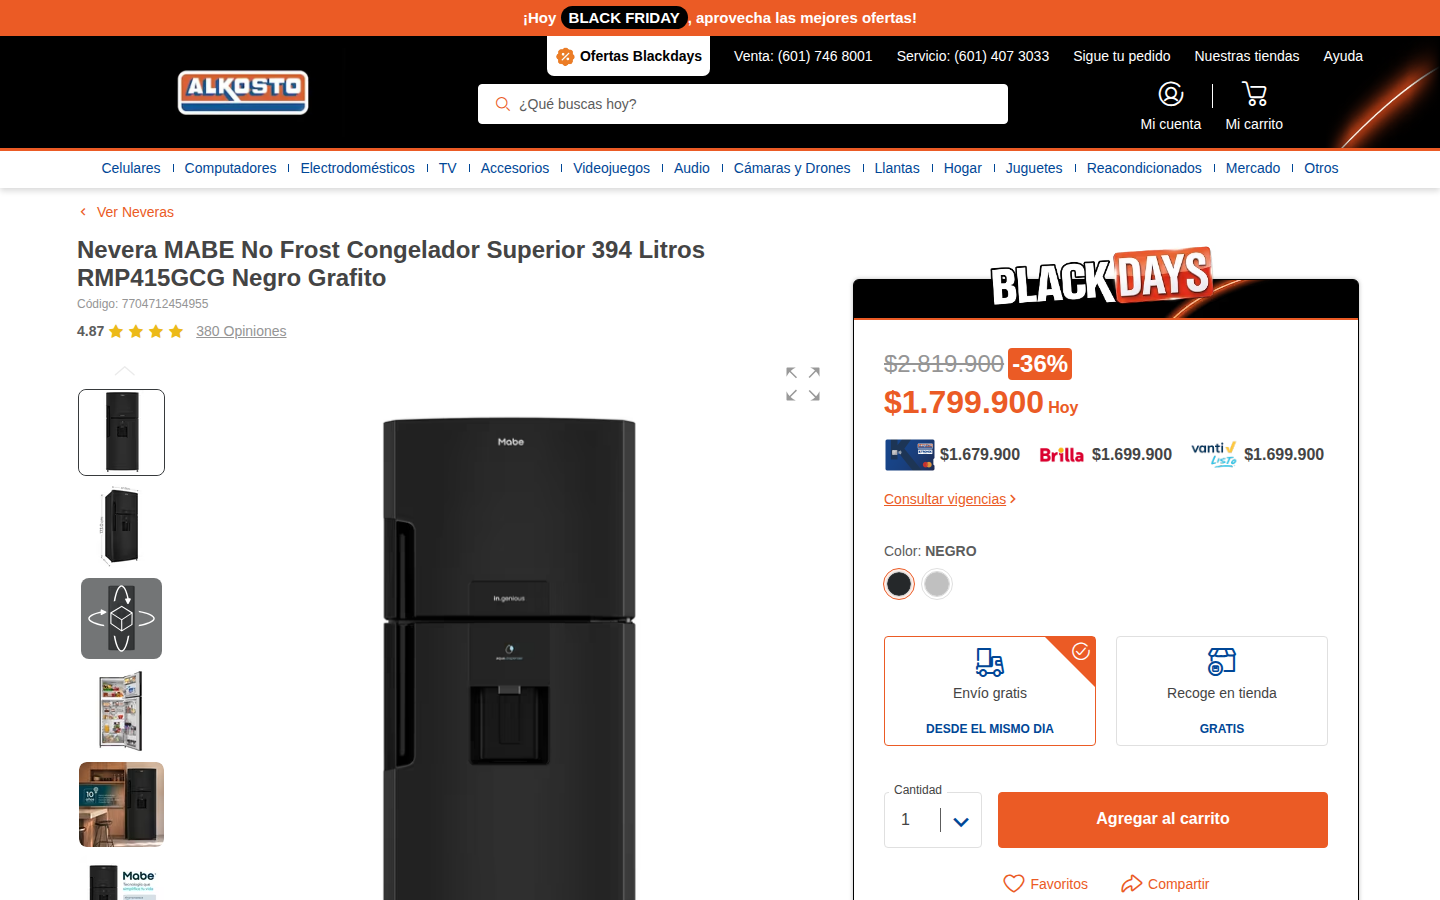 ¡Hoy BLACK FRIDAY, aprovecha las mejores ofertas!
Ofertas Blackdays
Venta: (601) 746 8001
Servicio: (601) 407 3033
Sigue tu pedido
Nuestras tiendas
Ayuda
ALKOSTO
¿Qué buscas hoy?
Mi cuenta
Mi carrito
Celulares
Computadores
Electrodomésticos
TV
Accesorios
Videojuegos
Audio
Cámaras y Drones
Llantas
Hogar
Juguetes
Reacondicionados
Mercado
Otros
Ver Neveras
Nevera MABE No Frost Congelador Superior 394 Litros
RMP415GCG Negro Grafito
Código: 7704712454955
4.87
380 Opiniones
Mabe
in.genious
10
Mabe
BLACK DAYS
$2.819.900 -36%
$1.799.900 Hoy
$1.679.900
Brilla $1.699.900
vanti Listo $1.699.900
Consultar vigencias
Color: NEGRO
Envío gratis
DESDE EL MISMO DIA
Recoge en tienda
GRATIS
Cantidad
1
Agregar al carrito
Favoritos
Compartir